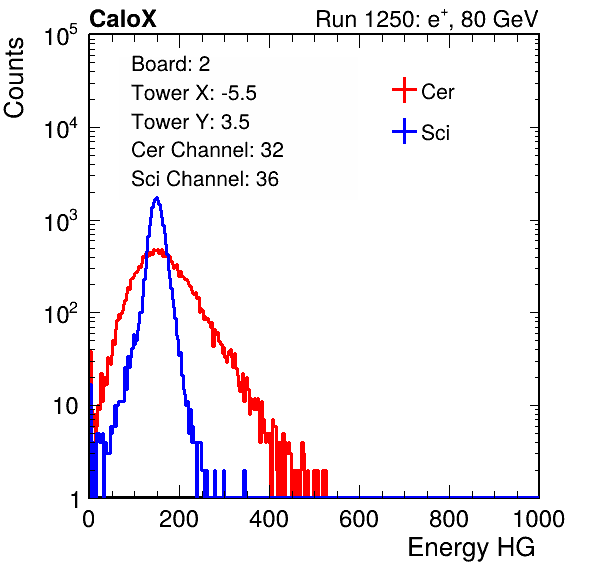 CaloX Run 1250: e⁺, 80 GeV
Counts
Board: 2
Tower X: -5.5
Tower Y: 3.5
Cer Channel: 32
Sci Channel: 36
Cer
Sci
10⁵
10⁴
10³
10²
10
1
0 200 400 600 800 1000
Energy HG